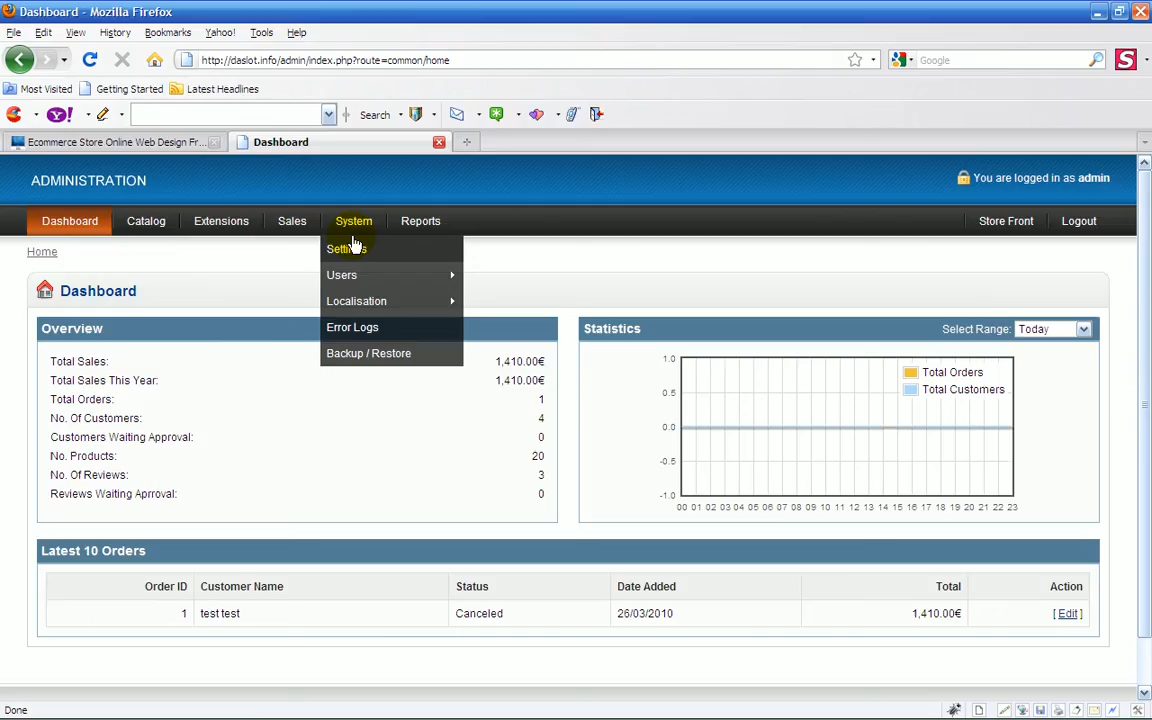 Dashboard - Mozilla Firefox
File Edit View History Bookmarks Yahoo! Tools Help
http://daslot.info/admin/index.php?route=common/home
Google
S
Most Visited Getting Started Latest Headlines
Y! Search
Ecommerce Store Online Web Design Fr... Dashboard
ADMINISTRATION
You are logged in as admin
Dashboard Catalog Extensions Sales System Reports Store Front Logout
Home
Settings
Users
Localisation
Error Logs
Backup / Restore
Dashboard
Overview
Total Sales: 1,410.00€
Total Sales This Year: 1,410.00€
Total Orders: 1
No. Of Customers: 4
Customers Waiting Approval: 0
No. Products: 20
No. Of Reviews: 3
Reviews Waiting Aprroval: 0
Statistics
Select Range: Today
1.0
0.5
0.0
-0.5
-1.0
Total Orders
Total Customers
00 01 02 03 04 05 06 07 08 09 10 11 12 13 14 15 16 17 18 19 20 21 22 23
Latest 10 Orders
Order ID Customer Name Status Date Added Total Action
1 test test Canceled 26/03/2010 1,410.00€ [ Edit ]
Done